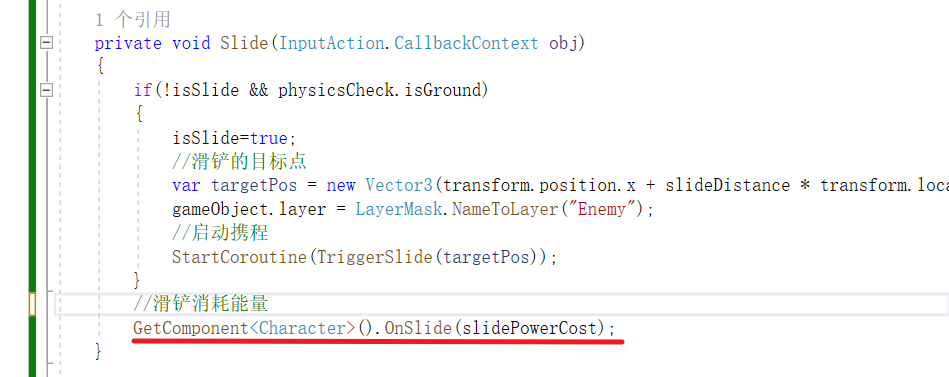 1 个引用
private void Slide(InputAction.CallbackContext obj)
{
if(!isSlide && physicsCheck.isGround)
{
isSlide=true;
//滑铲的目标点
var targetPos = new Vector3(transform.position.x + slideDistance * transform.loca
gameObject.layer = LayerMask.NameToLayer("Enemy");
//启动携程
StartCoroutine(TriggerSlide(targetPos));
}
//滑铲消耗能量
GetComponent<Character>().OnSlide(slidePowerCost);
}